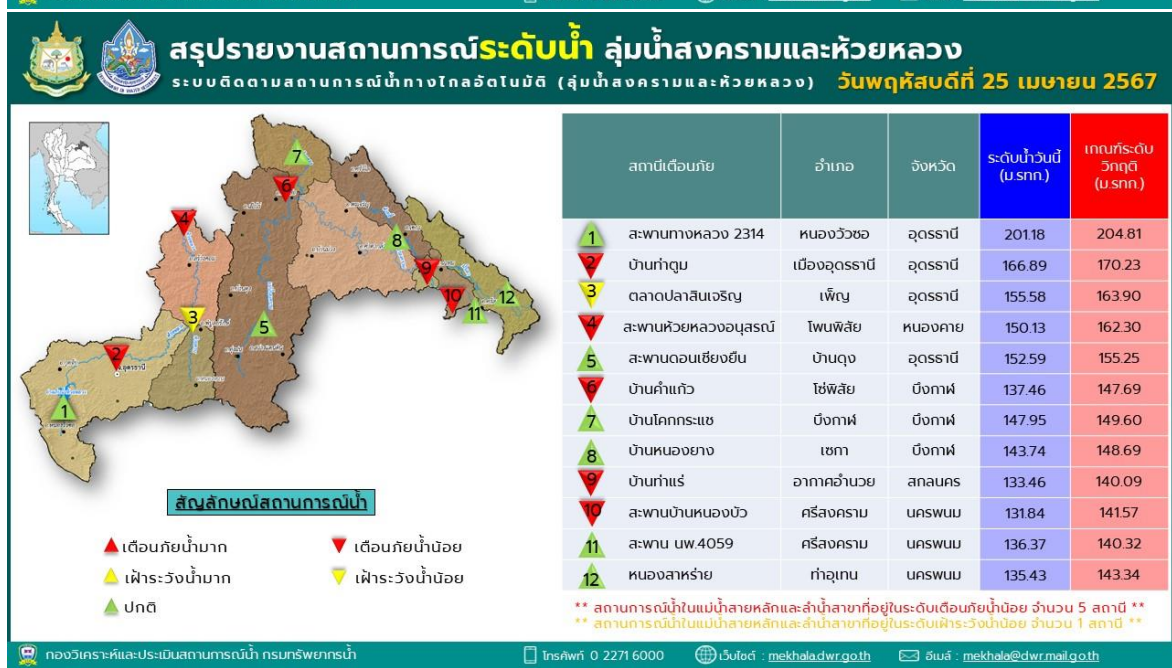 สรุปรายงานสถานการณ์ระดับน้ำ ลุ่มน้ำสงครามและห้วยหลวง
ระบบติดตามสถานการณ์น้ำทางไกลอัตโนมัติ (ลุ่มน้ำสงครามและห้วยหลวง) วันพฤหัสบดีที่ 25 เมษายน 2567
สถานีเตือนภัย อำเภอ จังหวัด ระดับน้ำวันนี้ (ม.รทก.) เกณฑ์ระดับวิกฤติ (ม.รทก.)
1 สะพานทางหลวง 2314 หนองวัวซอ อุดรธานี 201.18 204.81
2 บ้านท่าตูม เมืองอุดรธานี อุดรธานี 166.89 170.23
3 ตลาดปลาสินเจริญ เพ็ญ อุดรธานี 155.58 163.90
4 สะพานห้วยหลวงอนุสรณ์ โพนพิสัย หนองคาย 150.13 162.30
5 สะพานดอนเชียงยืน บ้านดุง อุดรธานี 152.59 155.25
6 บ้านคำแก้ว โซ่พิสัย บึงกาฬ 137.46 147.69
7 บ้านโคกกระแซ บึงกาฬ บึงกาฬ 147.95 149.60
8 บ้านหนองยาง เซกา บึงกาฬ 143.74 148.69
9 บ้านท่าแร่ อากาศอำนวย สกลนคร 133.46 140.09
10 สะพานบ้านหนองบัว ศรีสงคราม นครพนม 131.84 141.57
11 สะพาน นพ.4059 ศรีสงคราม นครพนม 136.37 140.32
12 หนองสาหร่าย ท่าอุเทน นครพนม 135.43 143.34
7
6
4
8
9
10
12
11
3
5
2
1
สัญลักษณ์สถานการณ์น้ำ
เตือนภัยน้ำมาก เตือนภัยน้ำน้อย
เฝ้าระวังน้ำมาก เฝ้าระวังน้ำน้อย
ปกติ
** สถานการณ์น้ำในแม่น้ำสายหลักและลำน้ำสาขาที่อยู่ในระดับเตือนภัยน้ำน้อย จำนวน 5 สถานี **
** สถานการณ์น้ำในแม่น้ำสายหลักและลำน้ำสาขาที่อยู่ในระดับเฝ้าระวังน้ำน้อย จำนวน 1 สถานี **
กองวิเคราะห์และประเมินสถานการณ์น้ำ กรมทรัพยากรน้ำ โทรศัพท์ 0 2271 6000 เว็บไซต์ : mekhala.dwr.go.th อีเมล์ : mekhala@dwr.mail.go.th